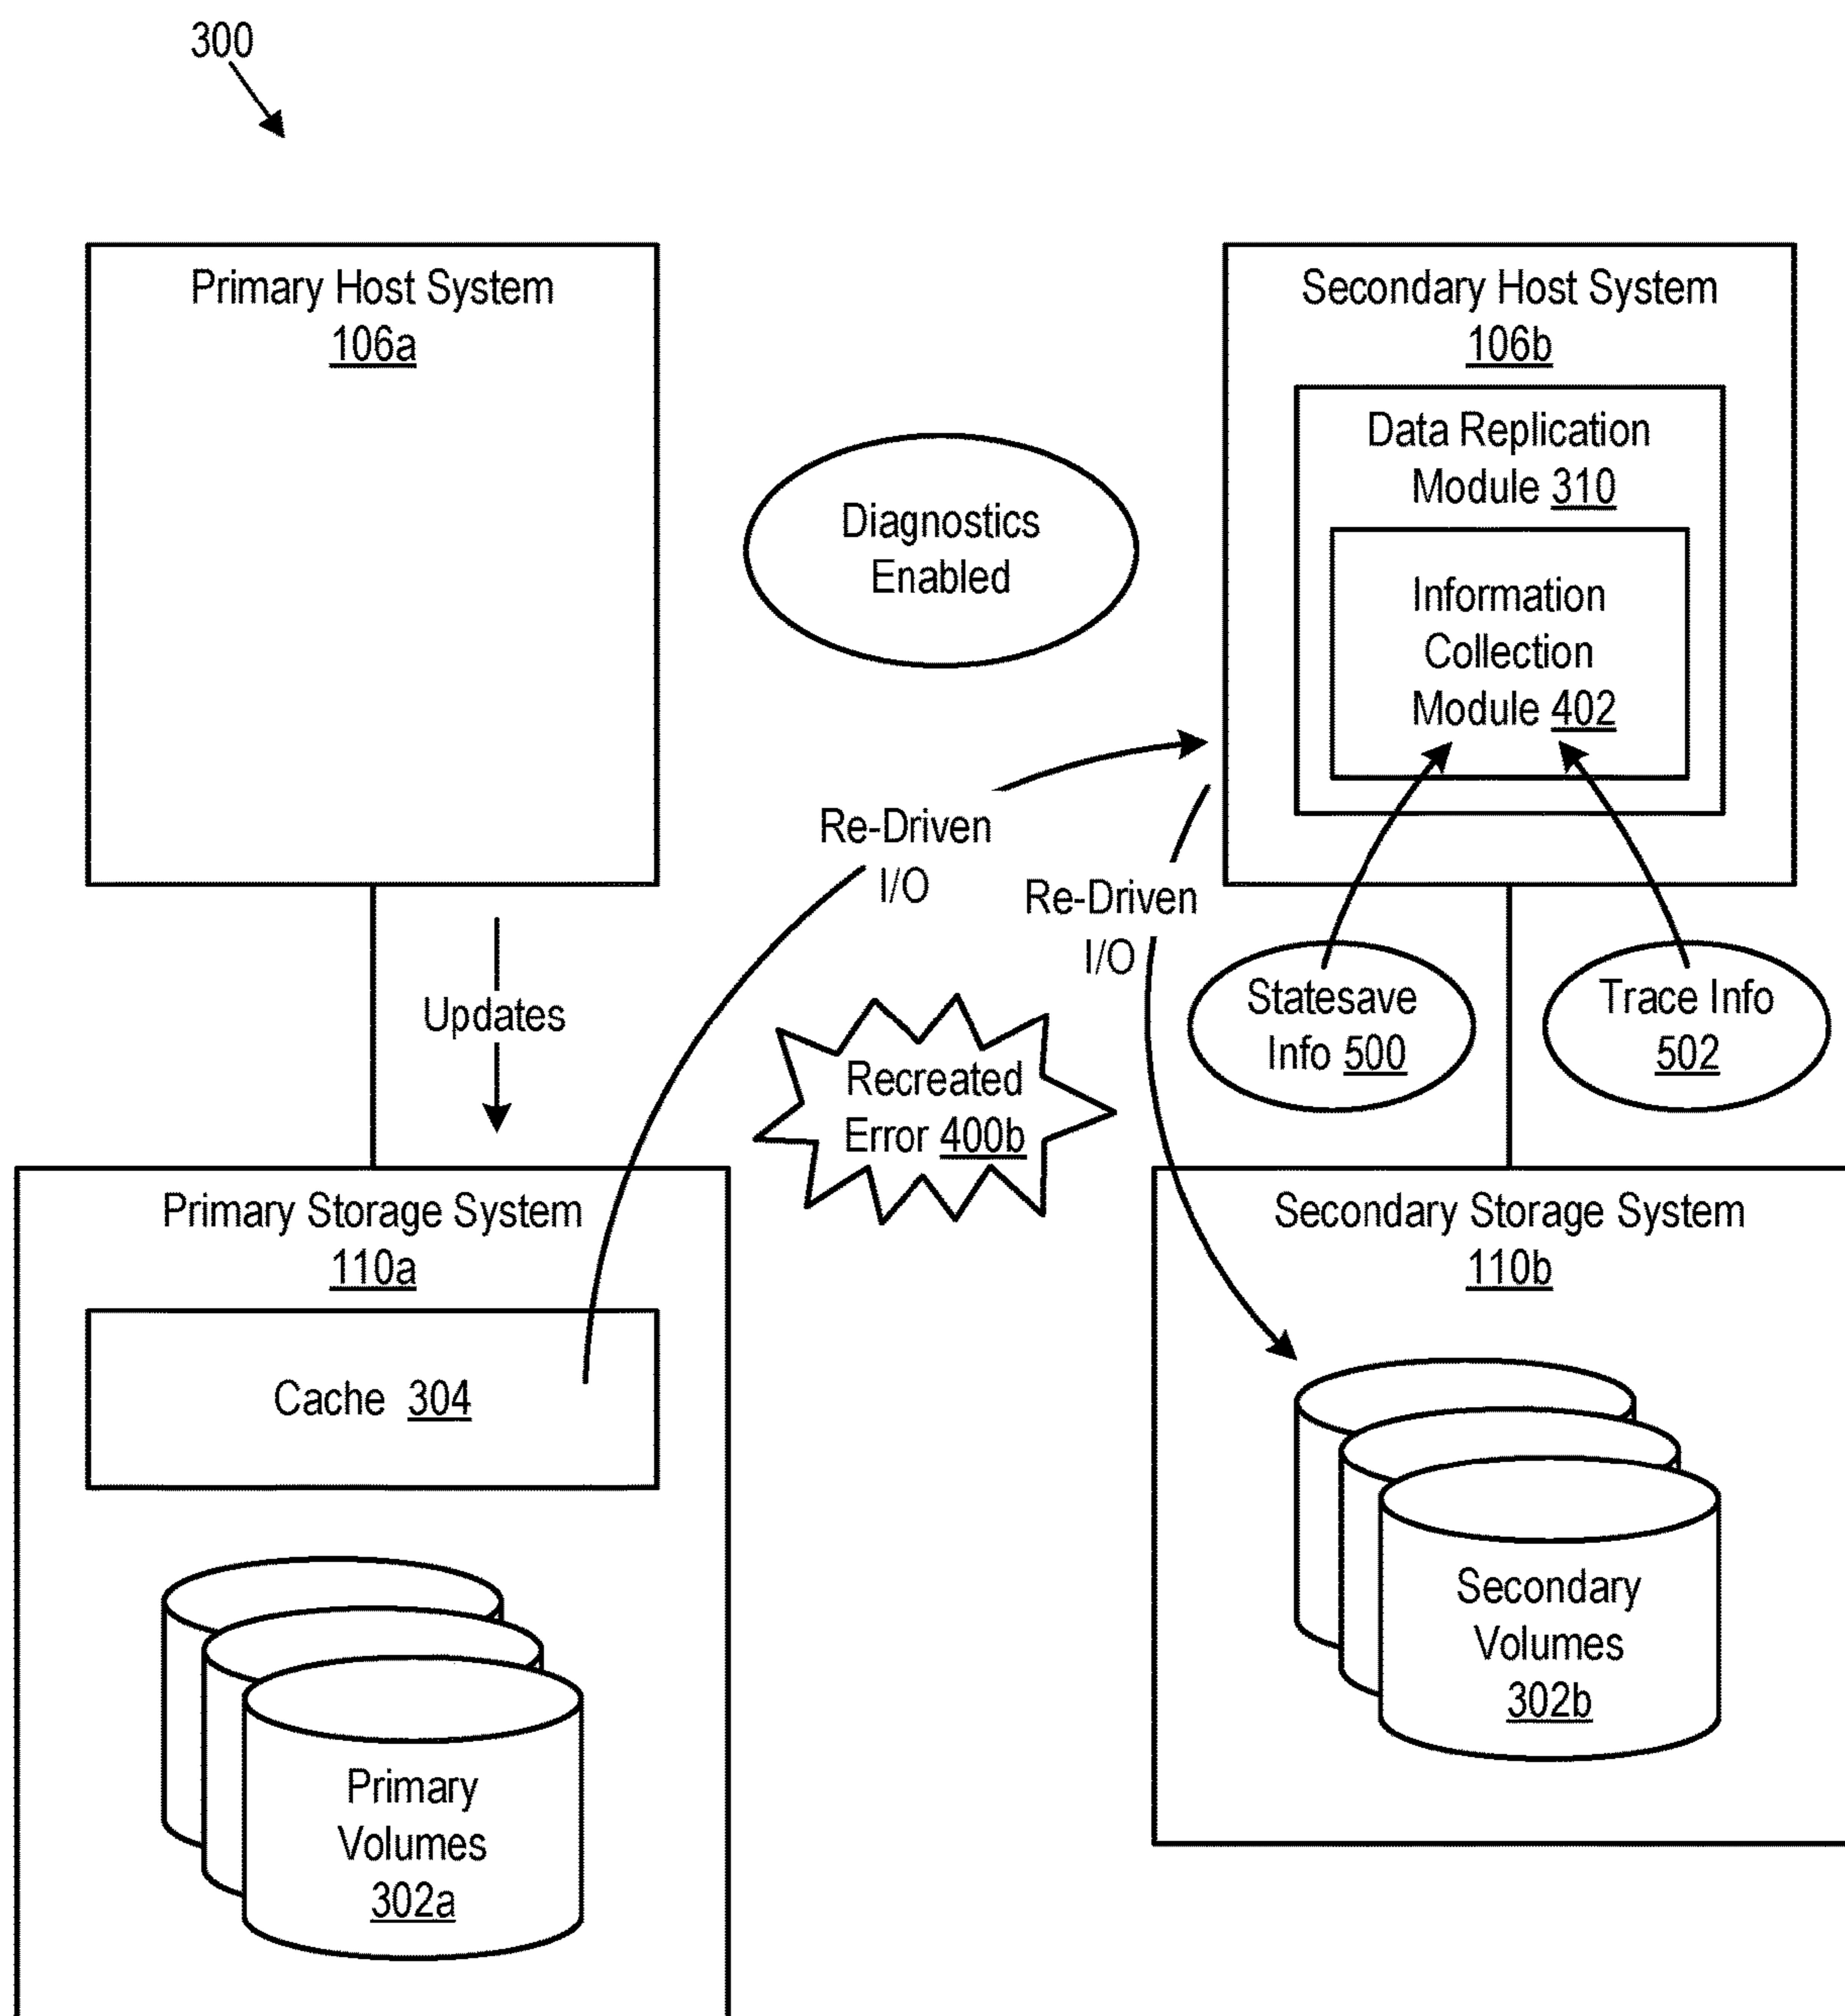 300
Primary Host System
106a
Secondary Host System
106b
Data Replication
Module 310
Information
Collection
Module 402
Diagnostics
Enabled
Re-Driven
I/O
Re-Driven
I/O
Updates
Statesave
Info 500
Trace Info
502
Recreated
Error 400b
Primary Storage System
110a
Cache 304
Primary
Volumes
302a
Secondary Storage System
110b
Secondary
Volumes
302b